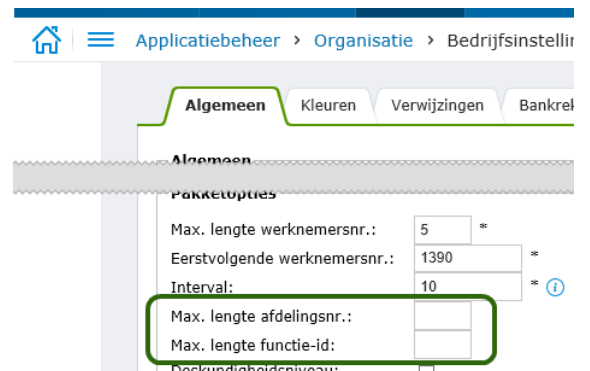 Applicatiebeheer > Organisatie > Bedrijfsinstellin
Algemeen Kleuren Verwijzingen Bankrek
Algemeen
Pakketopties
Max. lengte werknemersnr.: 5 *
Eerstvolgende werknemersnr.: 1390 *
Interval: 10 * i
Max. lengte afdelingsnr.:
Max. lengte functie-id:
Deskundigheidsniveau: